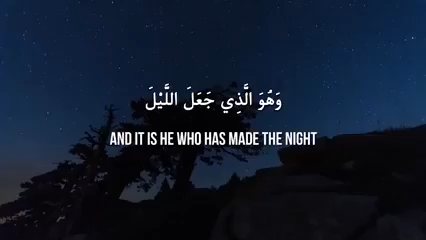 وَهُوَ الَّذِي جَعَلَ اللَّيْلَ
AND IT IS HE WHO HAS MADE THE NIGHT